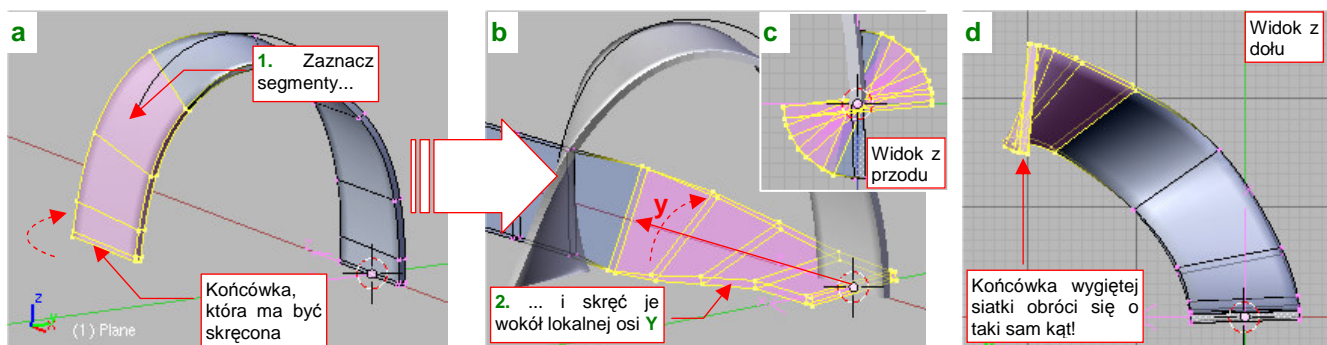 a
1. Zaznacz
segmenty...
Końcówka,
która ma być
skręcona
z
x
(1) Plane
b
y
2. ... i skręć je
wokół lokalnej osi Y
c
Widok z
przodu
d
Widok z
dołu
Końcówka wygiętej
siatki obróci się o
taki sam kąt!